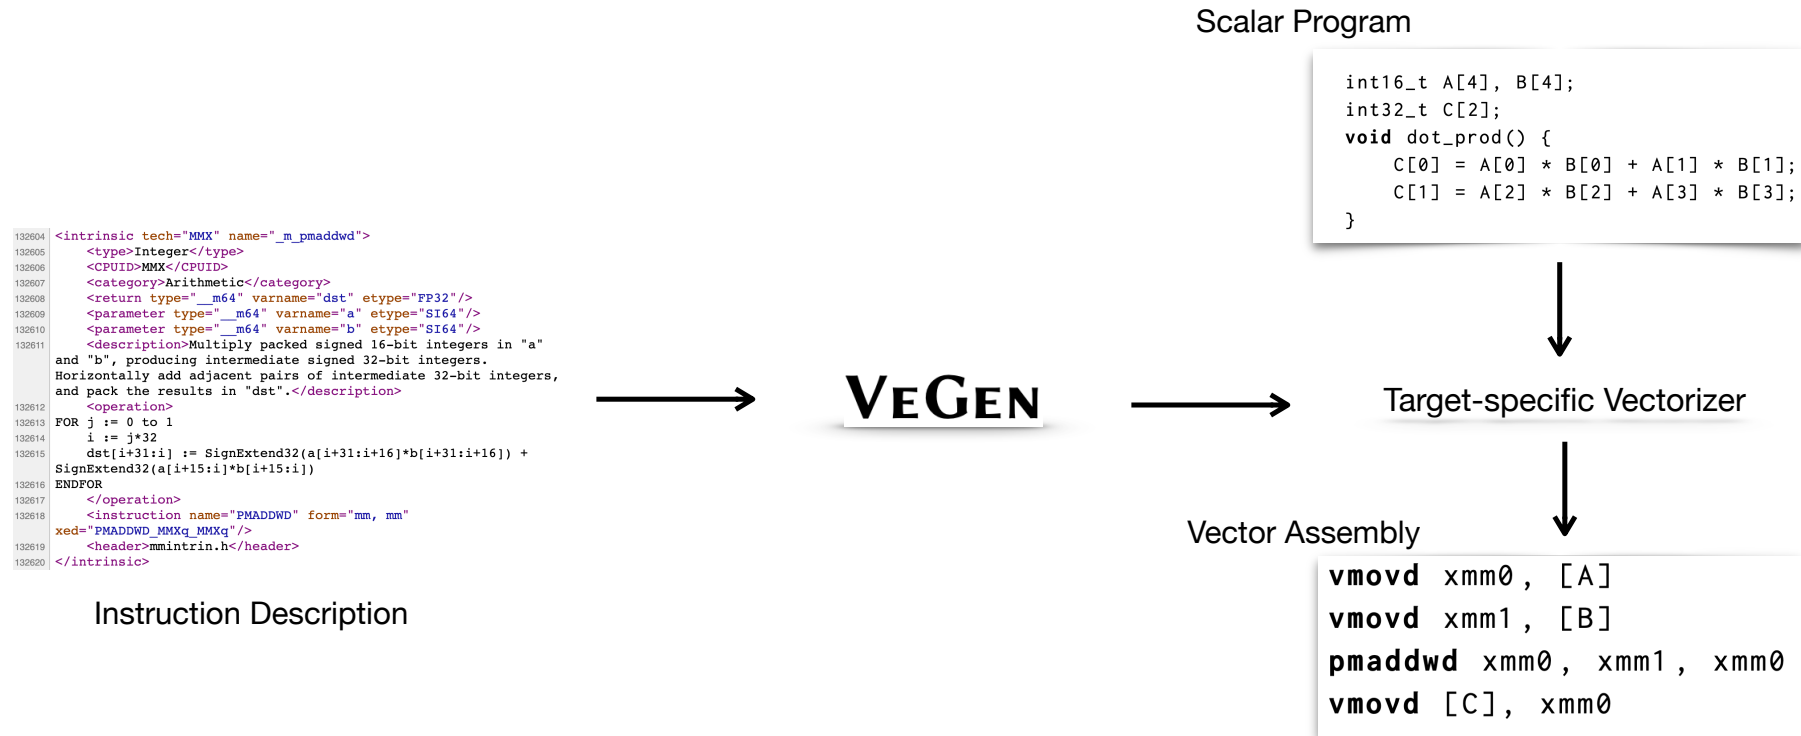 Scalar Program
int16_t A[4], B[4];
int32_t C[2];
void dot_prod() {
    C[0] = A[0] * B[0] + A[1] * B[1];
    C[1] = A[2] * B[2] + A[3] * B[3];
}
132604 <intrinsic tech="MMX" name="_m_pmaddwd">
132605     <type>Integer</type>
132606     <CPUID>MMX</CPUID>
132607     <category>Arithmetic</category>
132608     <return type="__m64" varname="dst" etype="FP32"/>
132609     <parameter type="__m64" varname="a" etype="SI64"/>
132610     <parameter type="__m64" varname="b" etype="SI64"/>
132611     <description>Multiply packed signed 16-bit integers in "a"
and "b", producing intermediate signed 32-bit integers.
Horizontally add adjacent pairs of intermediate 32-bit integers,
and pack the results in "dst".</description>
132612     <operation>
132613 FOR j := 0 to 1
132614     i := j*32
132615     dst[i+31:i] := SignExtend32(a[i+31:i+16]*b[i+31:i+16]) +
SignExtend32(a[i+15:i]*b[i+15:i])
132616 ENDFOR
132617     </operation>
132618     <instruction name="PMADDWD" form="mm, mm"
xed="PMADDWD_MMXq_MMXq"/>
132619     <header>mmintrin.h</header>
132620 </intrinsic>
Instruction Description
VEGEN
Target-specific Vectorizer
Vector Assembly
vmovd xmm0, [A]
vmovd xmm1, [B]
pmaddwd xmm0, xmm1, xmm0
vmovd [C], xmm0